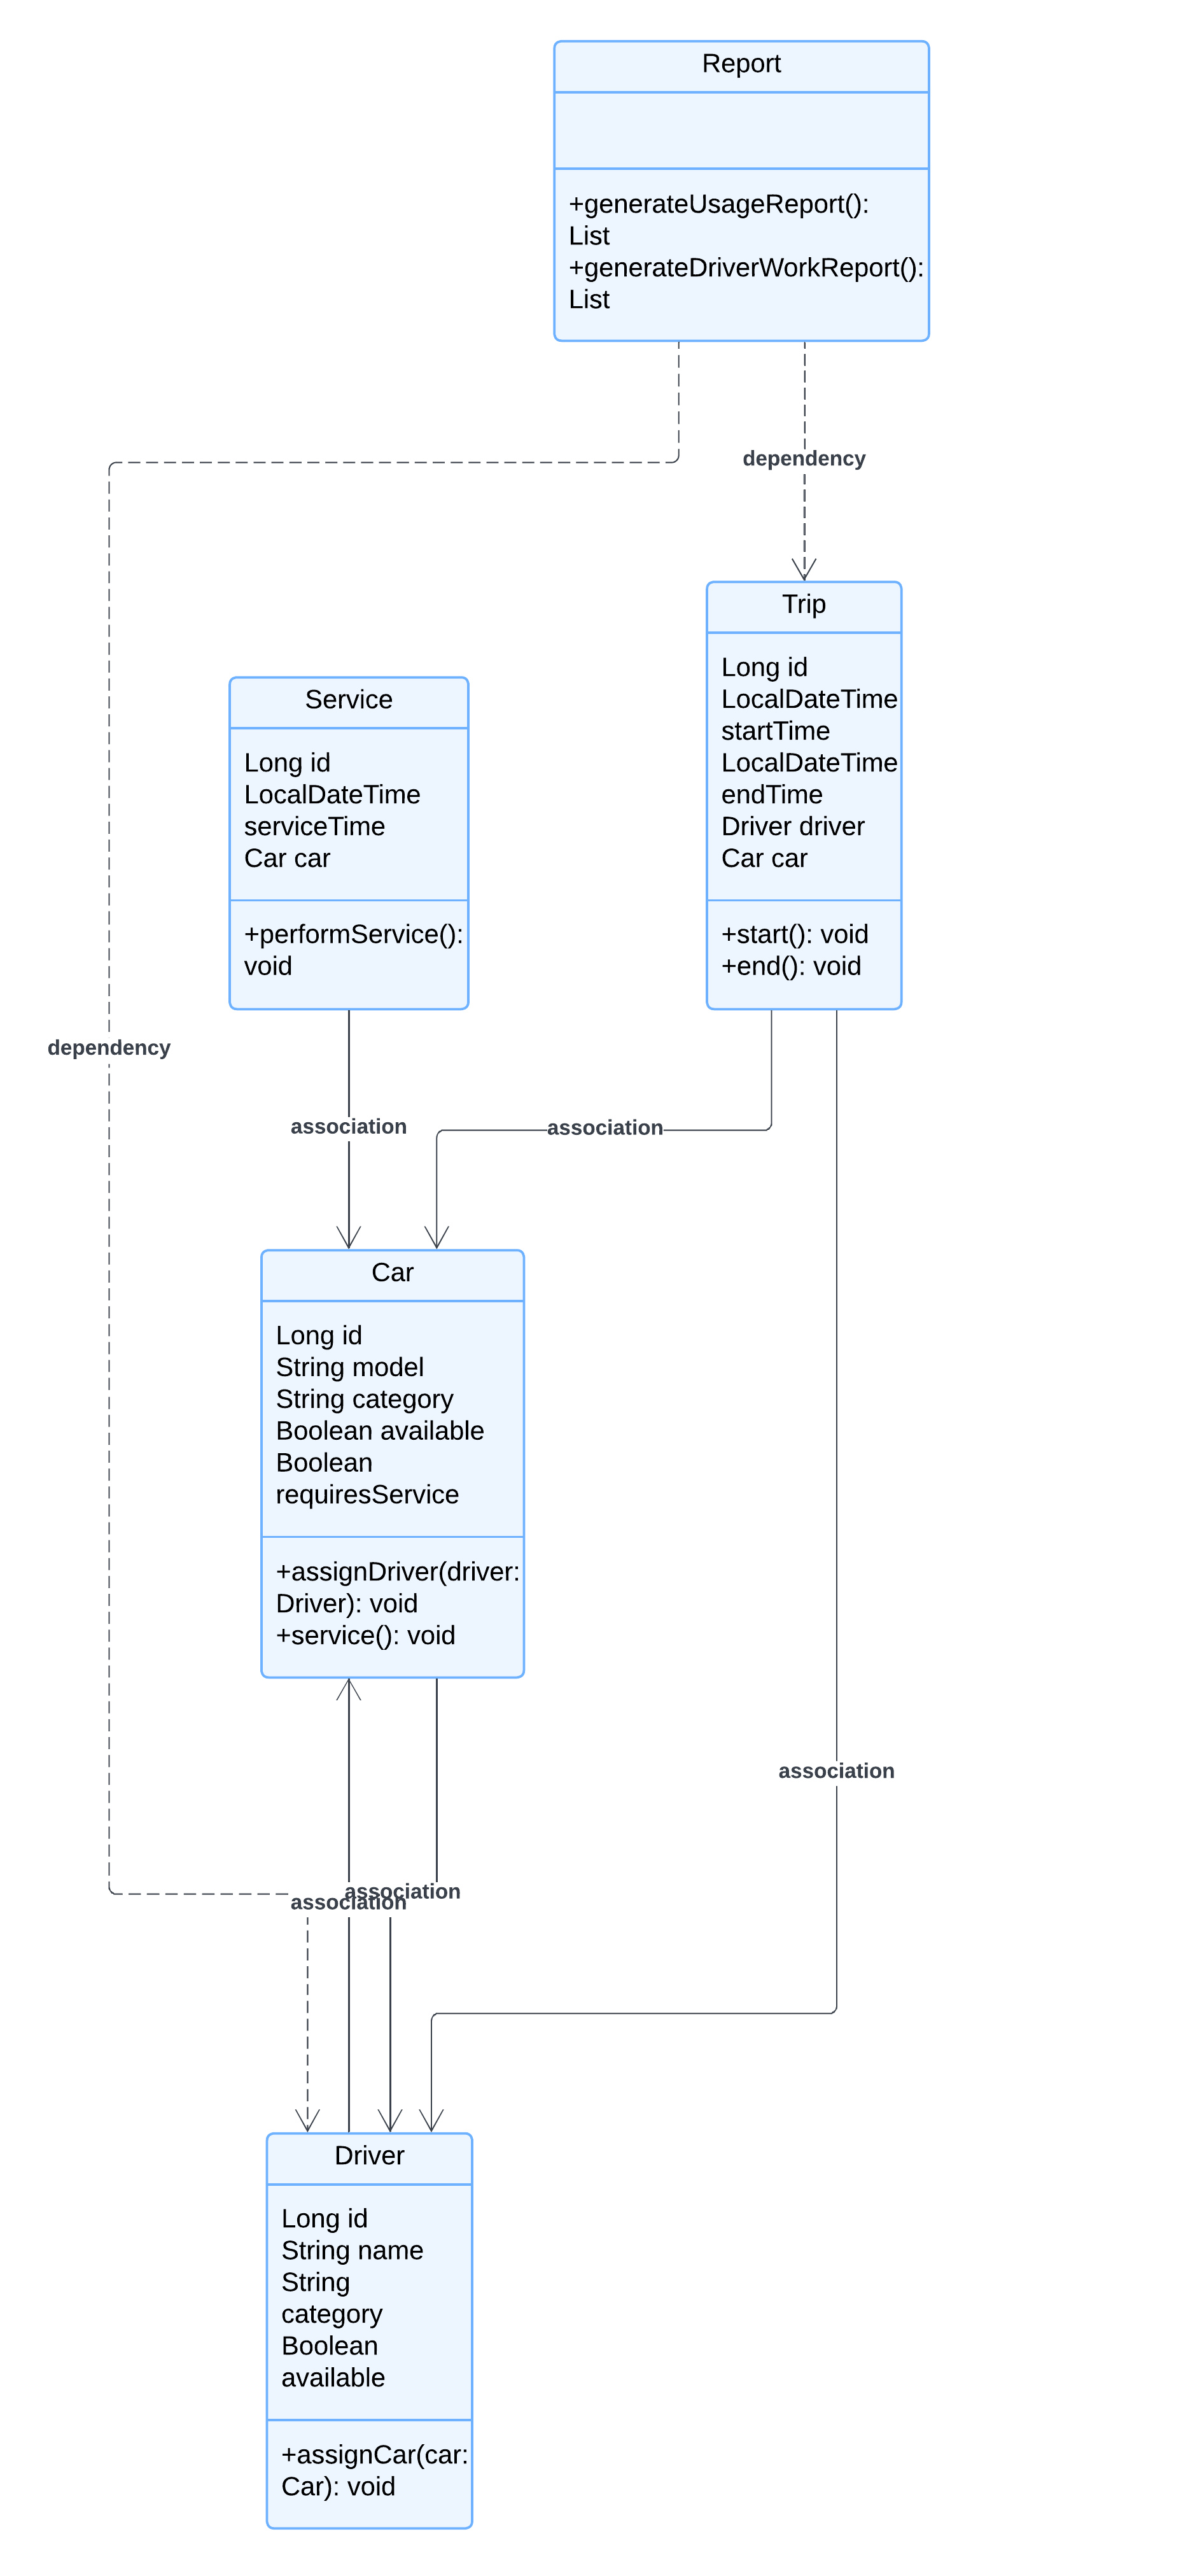 Report
+generateUsageReport():
List
+generateDriverWorkReport():
List
dependency
Trip
Long id
LocalDateTime
startTime
LocalDateTime
endTime
Driver driver
Car car
+start(): void
+end(): void
Service
Long id
LocalDateTime
serviceTime
Car car
+performService():
void
dependency
association
association
Car
Long id
String model
String category
Boolean available
Boolean
requiresService
+assignDriver(driver:
Driver): void
+service(): void
association
association
association
Driver
Long id
String name
String
category
Boolean
available
+assignCar(car:
Car): void